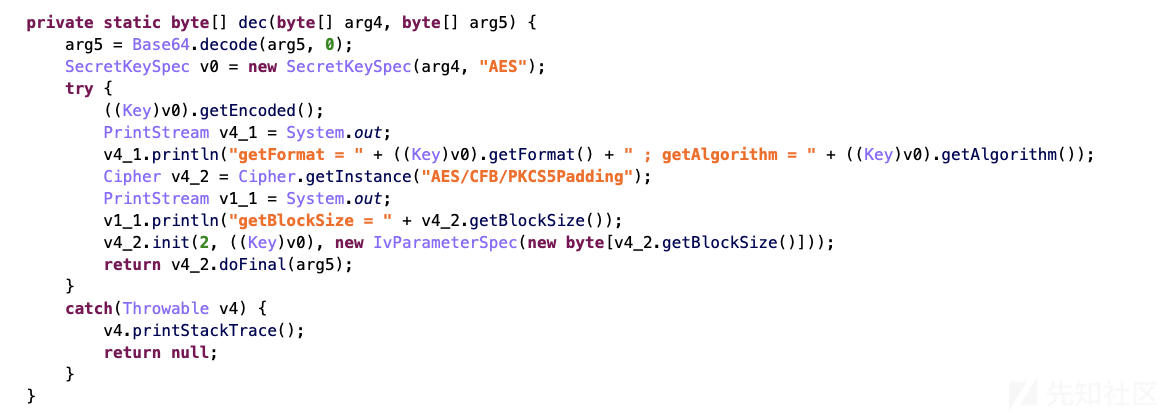 private static byte[] dec(byte[] arg4, byte[] arg5) {
    arg5 = Base64.decode(arg5, 0);
    SecretKeySpec v0 = new SecretKeySpec(arg4, "AES");
    try {
        ((Key)v0).getEncoded();
        PrintStream v4_1 = System.out;
        v4_1.println("getFormat = " + ((Key)v0).getFormat() + " ; getAlgorithm = " + ((Key)v0).getAlgorithm());
        Cipher v4_2 = Cipher.getInstance("AES/CFB/PKCS5Padding");
        PrintStream v1_1 = System.out;
        v1_1.println("getBlockSize = " + v4_2.getBlockSize());
        v4_2.init(2, ((Key)v0), new IvParameterSpec(new byte[v4_2.getBlockSize()]));
        return v4_2.doFinal(arg5);
    }
    catch(Throwable v4) {
        v4.printStackTrace();
        return null;
    }
}
先知社区